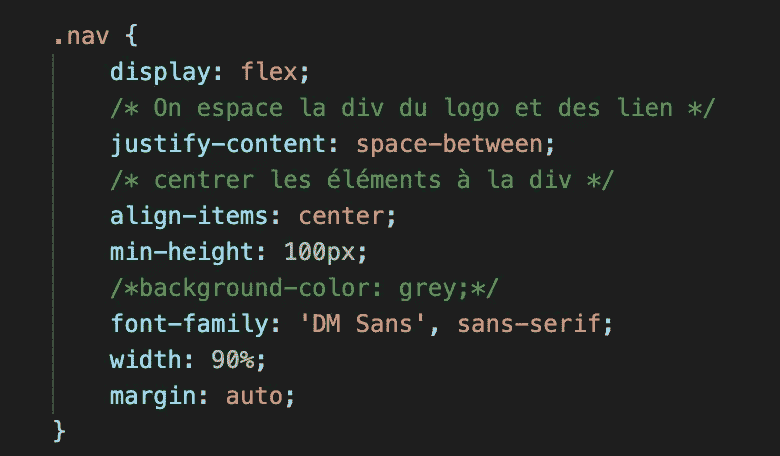 .nav {
display: flex;
/* On espace la div du logo et des lien */
justify-content: space-between;
/* centrer les éléments à la div */
align-items: center;
min-height: 100px;
/*background-color: grey;*/
font-family: 'DM Sans', sans-serif;
width: 90%;
margin: auto;
}